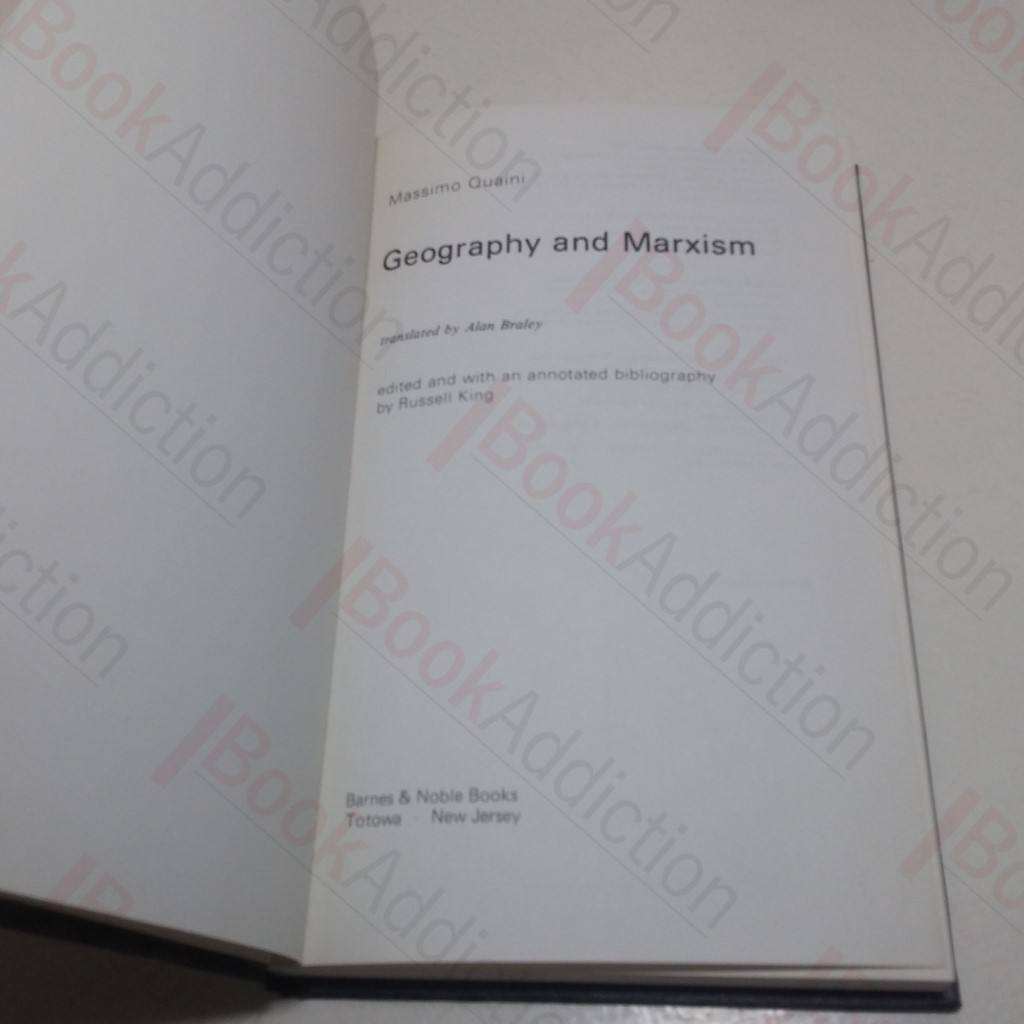 Massimo Quaini
Geography and Marxism
translated by Alan Braley
edited and with an annotated bibliography
by Russell King
Barnes & Noble Books
Totowa · New Jersey
BookAddiction